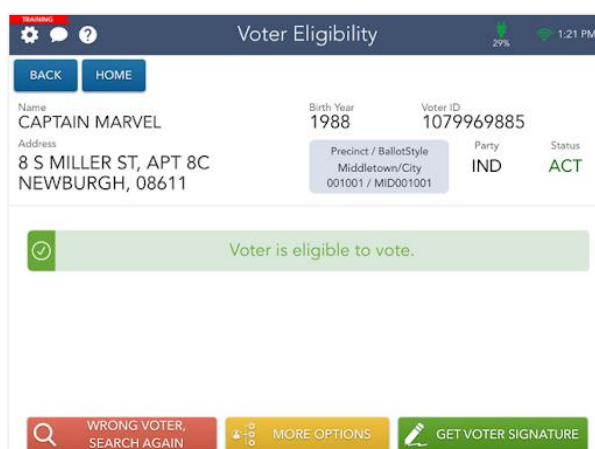 TRAINING
Voter Eligibility
29%
1:21 PM
BACK
HOME
Name
CAPTAIN MARVEL
Birth Year
1988
Voter ID
1079969885
Address
8 S MILLER ST, APT 8C
NEWBURGH, 08611
Precinct / BallotStyle
Middletown/City
001001 / MID001001
Party
IND
Status
ACT
Voter is eligible to vote.
WRONG VOTER,
SEARCH AGAIN
MORE OPTIONS
GET VOTER SIGNATURE